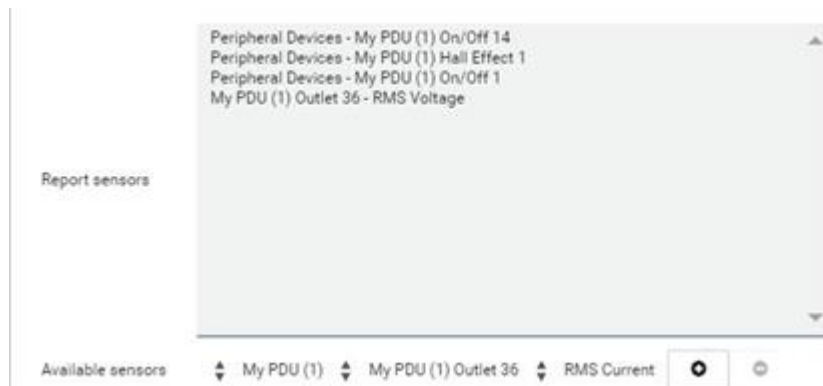 Peripheral Devices - My PDU (1) On/Off 14
Peripheral Devices - My PDU (1) Hall Effect 1
Peripheral Devices - My PDU (1) On/Off 1
My PDU (1) Outlet 36 - RMS Voltage
Report sensors
Available sensors My PDU (1) My PDU (1) Outlet 36 RMS Current